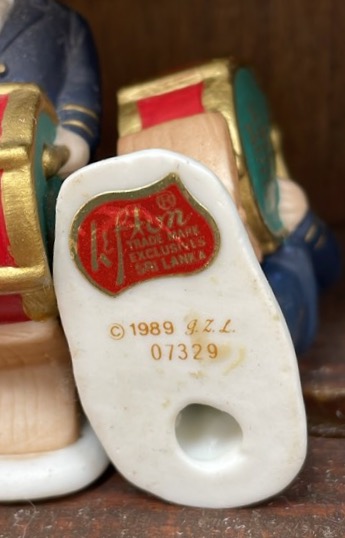 Lefton ®
TRADE MARK
EXCLUSIVES
SRI LANKA
© 1989 G.Z.L.
07329